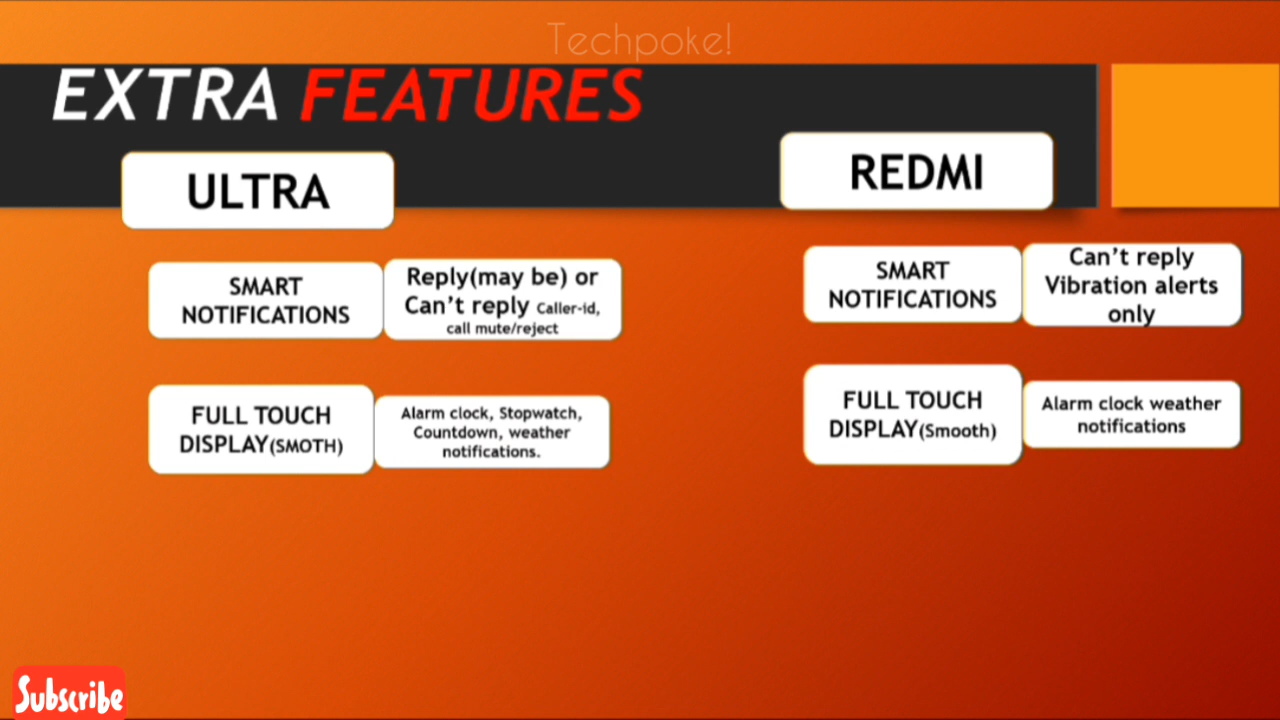 Techpoke!
EXTRA FEATURES
ULTRA
REDMI
SMART
NOTIFICATIONS
Reply(may be) or
Can't reply Caller-id,
call mute/reject
SMART
NOTIFICATIONS
Can't reply
Vibration alerts
only
FULL TOUCH
DISPLAY(SMOTH)
Alarm clock, Stopwatch,
Countdown, weather
notifications.
FULL TOUCH
DISPLAY(Smooth)
Alarm clock weather
notifications
Subscribe